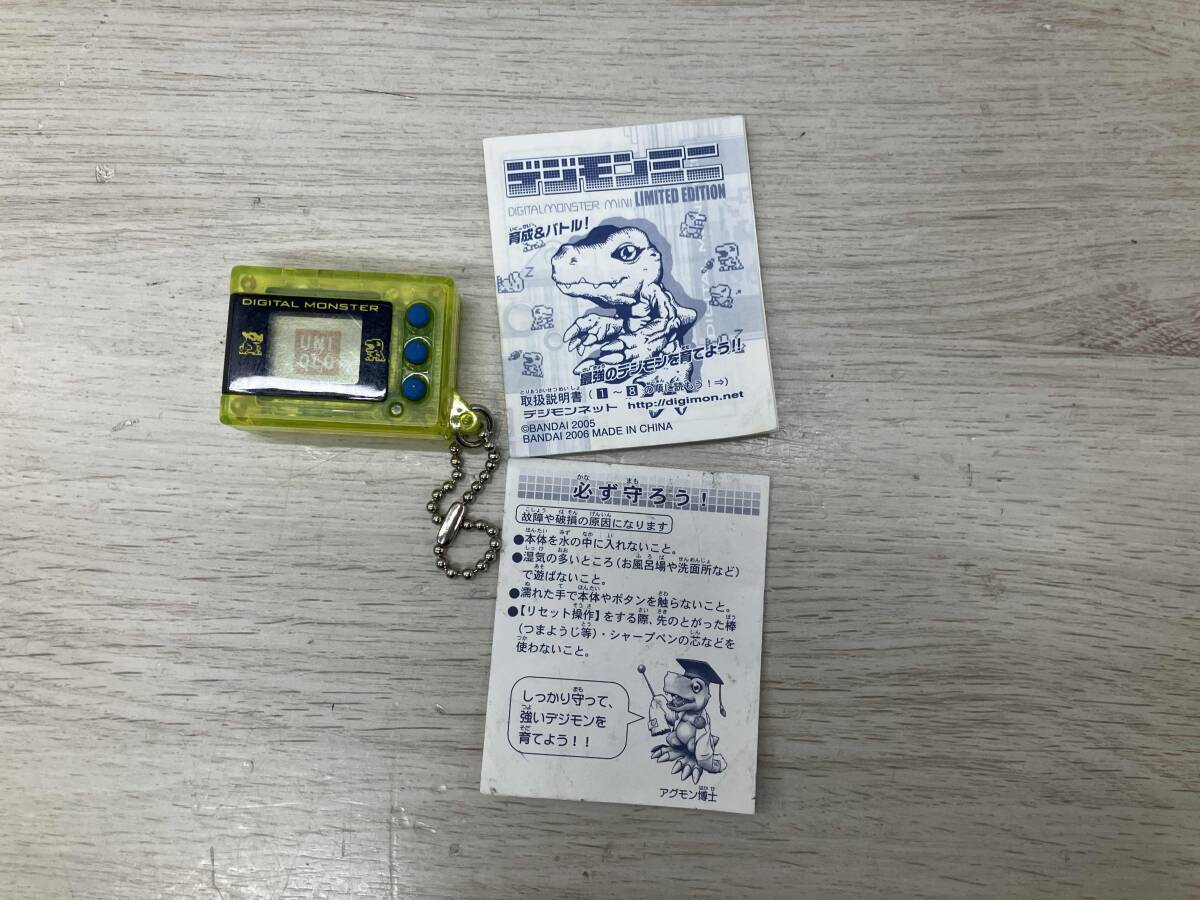 DIGITAL MONSTER
UNI
QLO
デジモンミニ
DIGITALMONSTER MINI LIMITED EDITION
育成&バトル!
最強のデジモンを育てよう!!
取扱説明書(1〜8の順に読もう!⇒)
デジモンネット http://digimon.net
©BANDAI 2005
BANDAI 2006 MADE IN CHINA
必ず守ろう!
故障や破損の原因になります
●本体を水の中に入れないこと。
●湿気の多いところ(お風呂場や洗面所など)
で遊ばないこと。
●濡れた手で本体やボタンを触らないこと。
●【リセット操作】をする際、先のとがった棒
(つまようじ等)・シャープペンの芯などを
使わないこと。
しっかり守って、
強いデジモンを
育てよう!!
アグモン博士